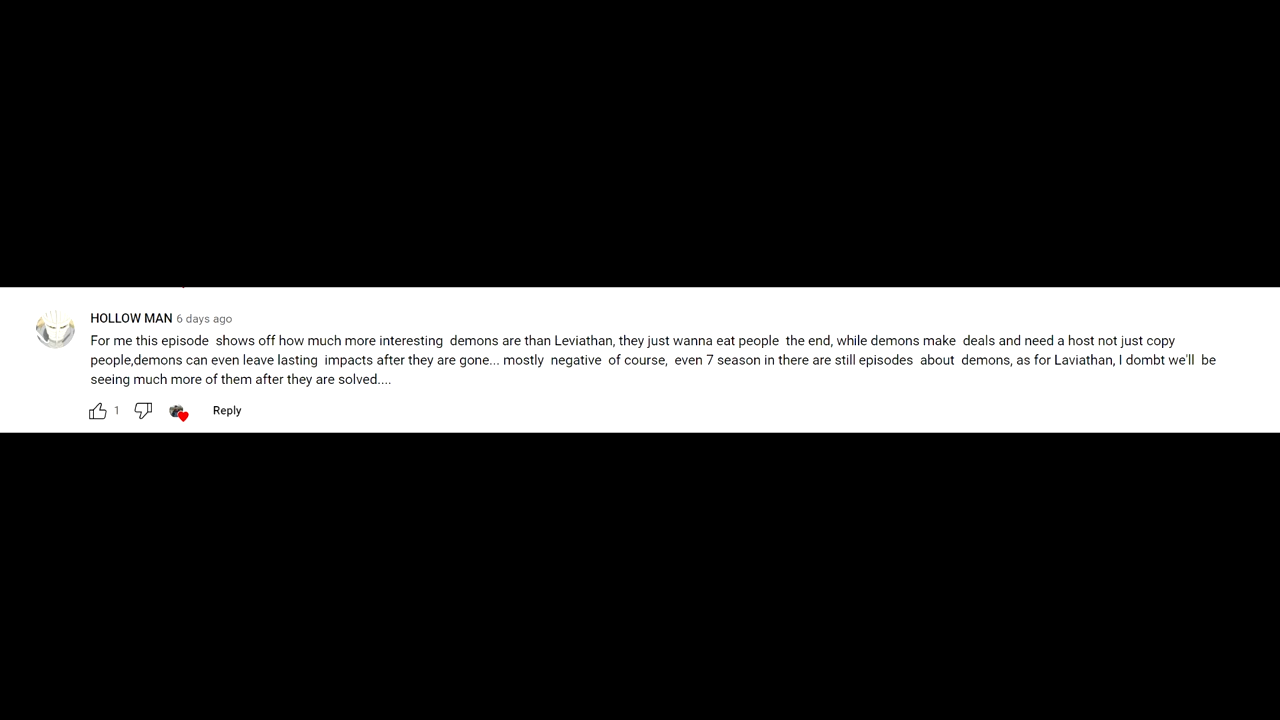 HOLLOW MAN 6 days ago
For me this episode shows off how much more interesting demons are than Leviathan, they just wanna eat people the end, while demons make deals and need a host not just copy
people,demons can even leave lasting impacts after they are gone... mostly negative of course, even 7 season in there are still episodes about demons, as for Laviathan, I dombt we'll be
seeing much more of them after they are solved....
1 Reply